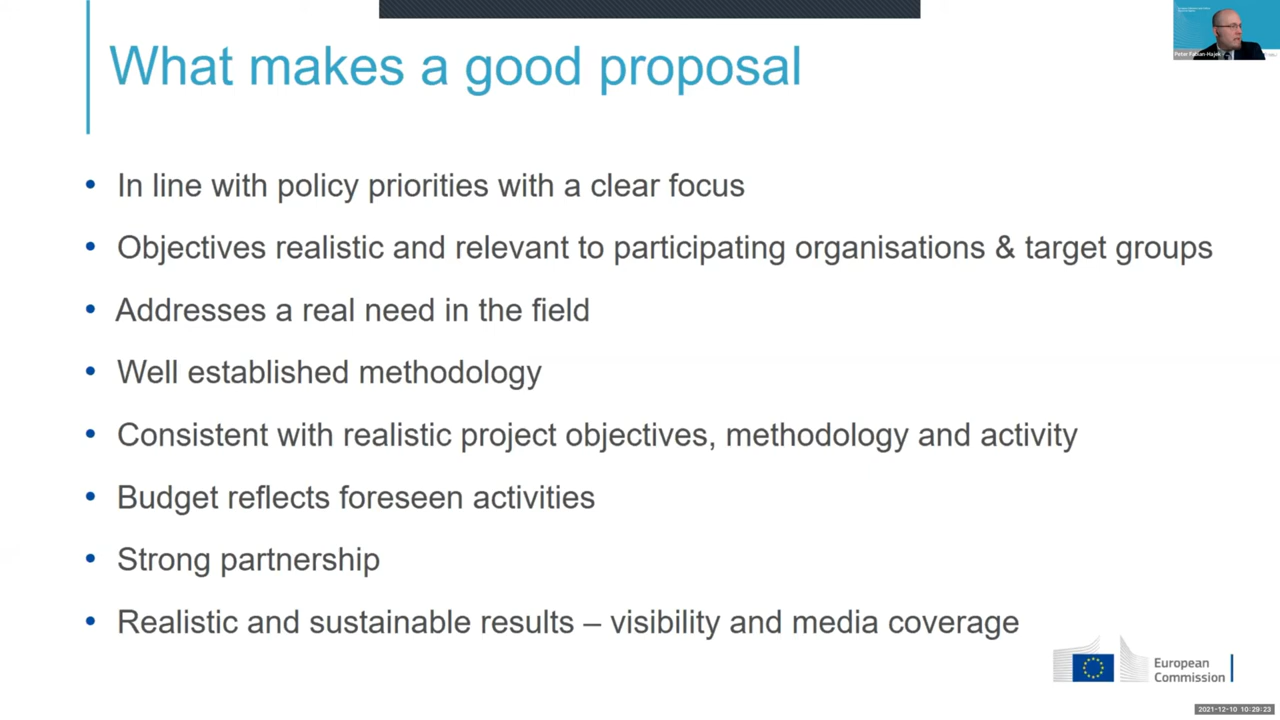 What makes a good proposal
Peter Fabian-Hajek
• In line with policy priorities with a clear focus
• Objectives realistic and relevant to participating organisations & target groups
• Addresses a real need in the field
• Well established methodology
• Consistent with realistic project objectives, methodology and activity
• Budget reflects foreseen activities
• Strong partnership
• Realistic and sustainable results – visibility and media coverage
European
Commission
2021-12-10 10:29:23